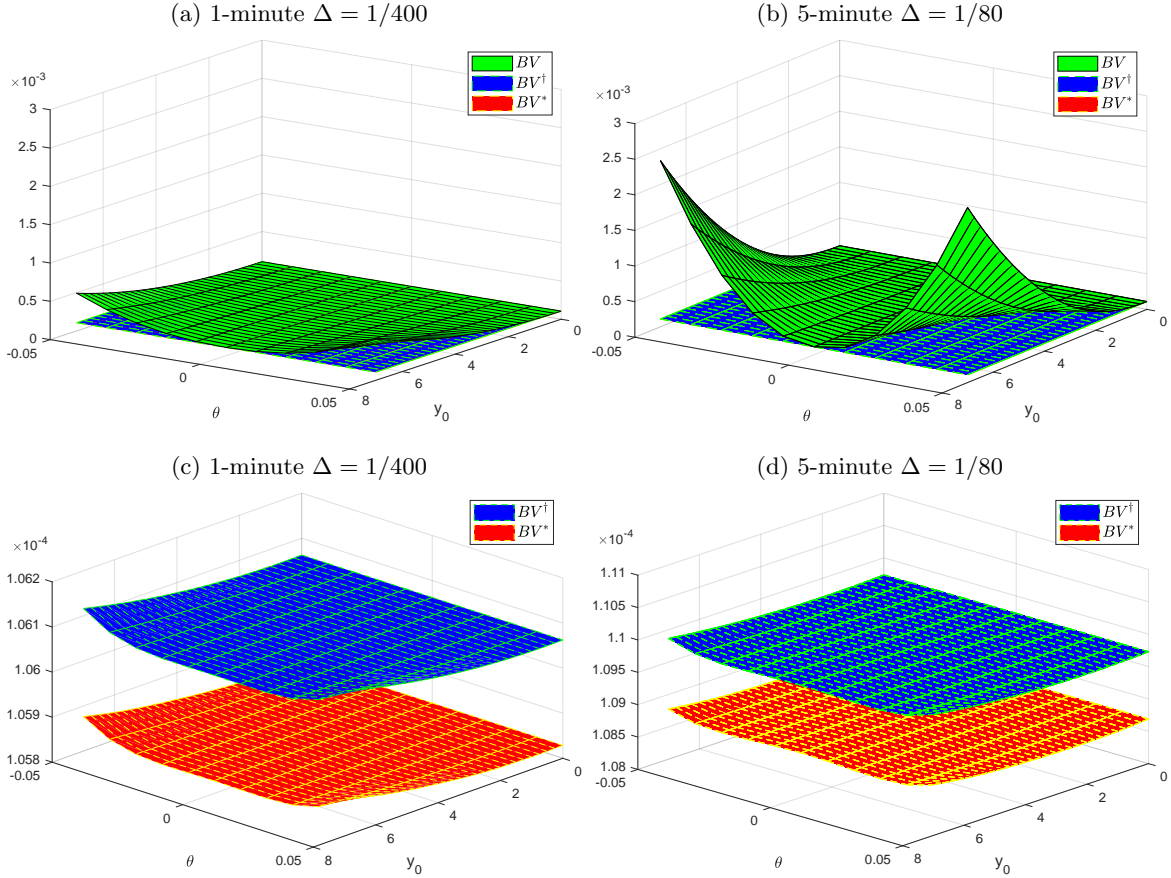 (a) 1-minute Δ = 1/400
×10⁻³
3
2.5
2
1.5
1
0.5
0
-0.05
0
0.05
θ
8
6
4
2
0
y₀
BV
BV†
BV*
(b) 5-minute Δ = 1/80
×10⁻³
3
2.5
2
1.5
1
0.5
0
-0.05
0
0.05
θ
8
6
4
2
0
y₀
BV
BV†
BV*
(c) 1-minute Δ = 1/400
×10⁻⁴
1.062
1.061
1.06
1.059
1.058
-0.05
0
0.05
θ
8
6
4
2
0
y₀
BV†
BV*
(d) 5-minute Δ = 1/80
×10⁻⁴
1.11
1.105
1.1
1.095
1.09
1.085
1.08
-0.05
0
0.05
θ
8
6
4
2
0
y₀
BV†
BV*